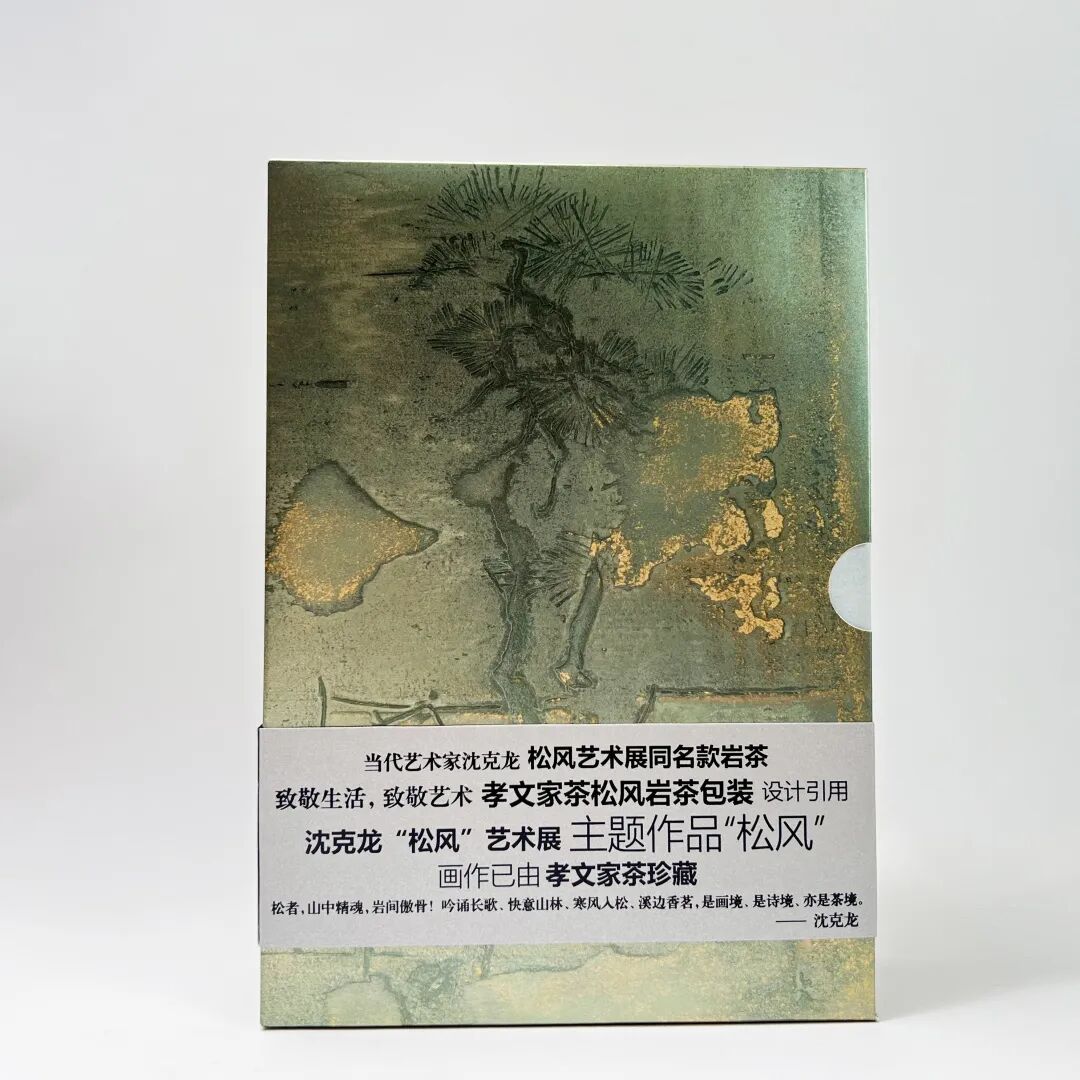 当代艺术家沈克龙 松风艺术展同名款岩茶
致敬生活，致敬艺术 孝文家茶松风岩茶包装 设计引用
沈克龙“松风”艺术展 主题作品“松风”
画作已由 孝文家茶珍藏
松者，山中精魂，岩间傲骨！吟诵长歌、快意山林、寒风人松、溪边香茗，是画境、是诗境、亦是茶境。
—— 沈克龙